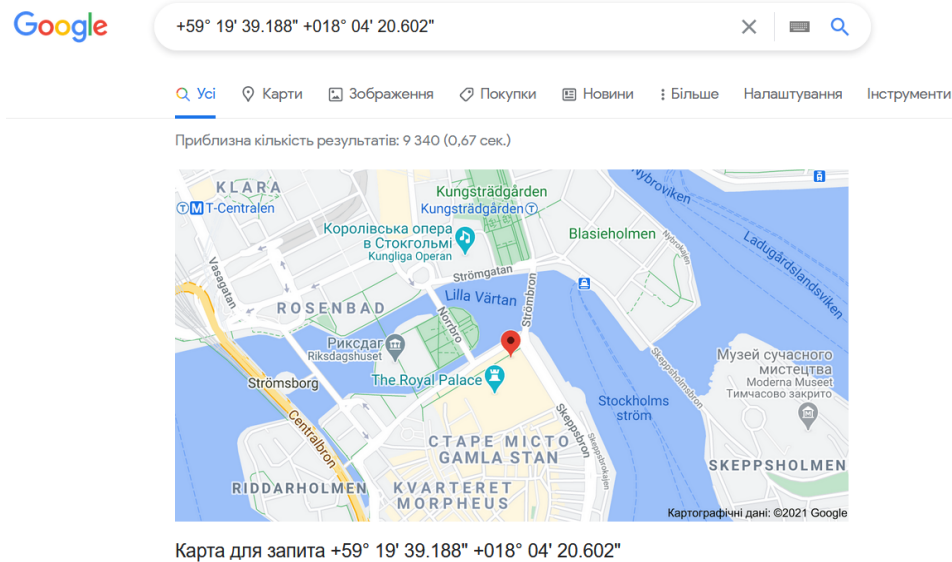 Google
+59° 19' 39.188" +018° 04' 20.602"
Усі Карти Зображення Покупки Новини Більше Налаштування Інструменти
Приблизна кількість результатів: 9 340 (0,67 сек.)
KLARA
T M T-Centralen
Vasagatan
Kungsträdgården
Kungsträdgården T
Nybroviken
Королівська опера
в Стокгольмі
Kungliga Operan
Blasieholmen
Nybrokajen
Ladugårdslandsviken
Strömgatan
Lilla Värtan
Strömbron
ROSENBAD
Norrbro
Риксдаг
Riksdagshuset
The Royal Palace
Strömsborg
Centralbron
Skeppsholmsbron
Музей сучасного
мистецтва
Moderna Museet
Тимчасово закрито
Stockholms
ström
Skeppsbron
Skeppsbrokajen
СТАРЕ МІСТО
GAMLA STAN
SKEPPSHOLMEN
RIDDARHOLMEN
KVARTERET
MORPHEUS
Картографічні дані: ©2021 Google
Карта для запита +59° 19' 39.188" +018° 04' 20.602"